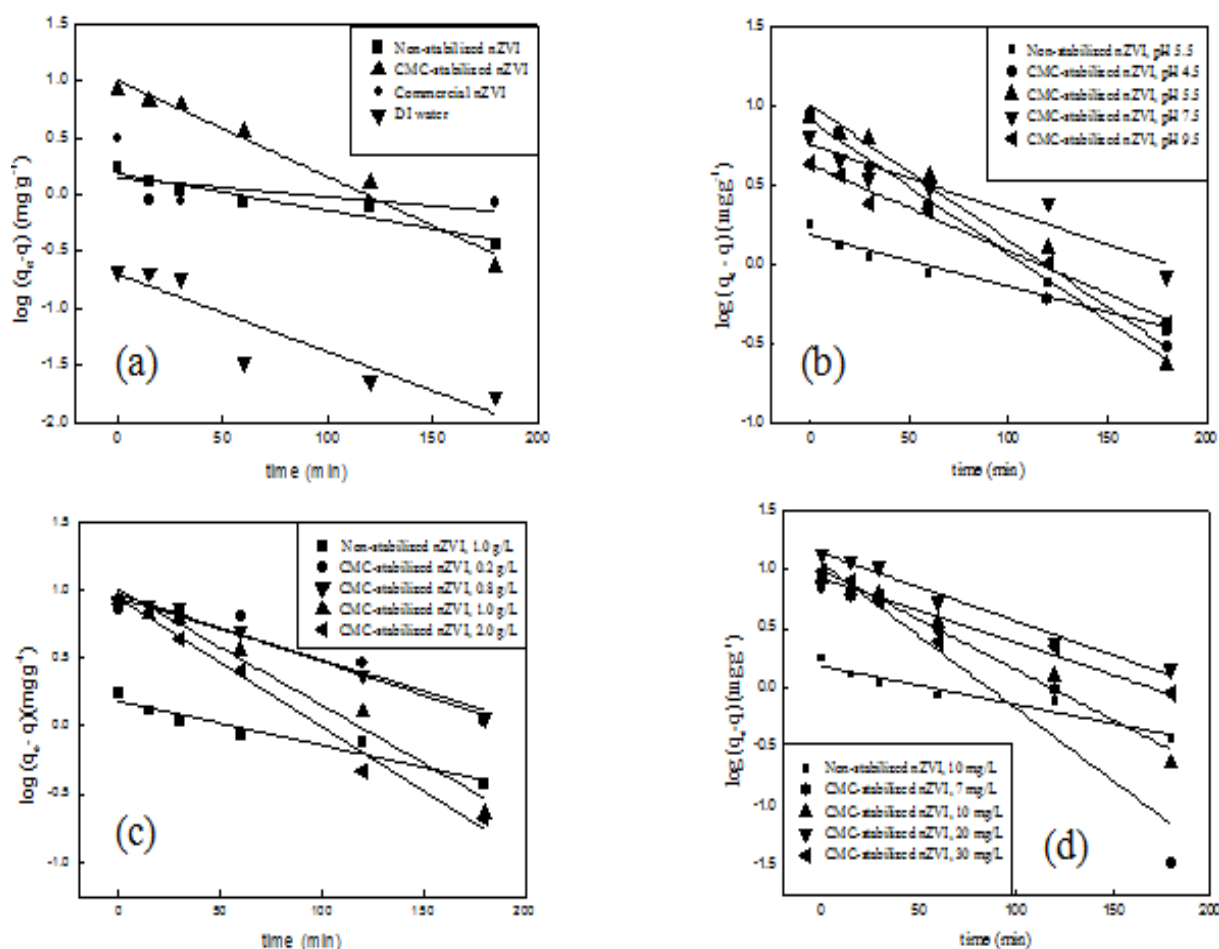 1.5
1.0
0.5
0.0
-0.5
-1.0
-1.5
-2.0
log (qe-q) (mg g-1)
Non-stabilized nZVI
CMC-stabilized nZVI
Commercial nZVI
DI water
(a)
0 50 100 150 200
time (min)
1.5
1.0
0.5
0.0
-0.5
-1.0
log (qe - q) (mg g-1)
Non-stabilized nZVI, pH 5.5
CMC-stabilized nZVI, pH 4.5
CMC-stabilized nZVI, pH 5.5
CMC-stabilized nZVI, pH 7.5
CMC-stabilized nZVI, pH 9.5
(b)
0 50 100 150 200
time (min)
1.5
1.0
0.5
0.0
-0.5
-1.0
log (qe - q)(mg g-1)
Non-stabilized nZVI, 1.0 g/L
CMC-stabilized nZVI, 0.2 g/L
CMC-stabilized nZVI, 0.8 g/L
CMC-stabilized nZVI, 1.0 g/L
CMC-stabilized nZVI, 2.0 g/L
(c)
0 50 100 150 200
time (min)
1.5
1.0
0.5
0.0
-0.5
-1.0
-1.5
log (qe-q) (mg g-1)
Non-stabilized nZVI, 10 mg/L
CMC-stabilized nZVI, 7 mg/L
CMC-stabilized nZVI, 10 mg/L
CMC-stabilized nZVI, 20 mg/L
CMC-stabilized nZVI, 30 mg/L
(d)
0 50 100 150 200
time (min)